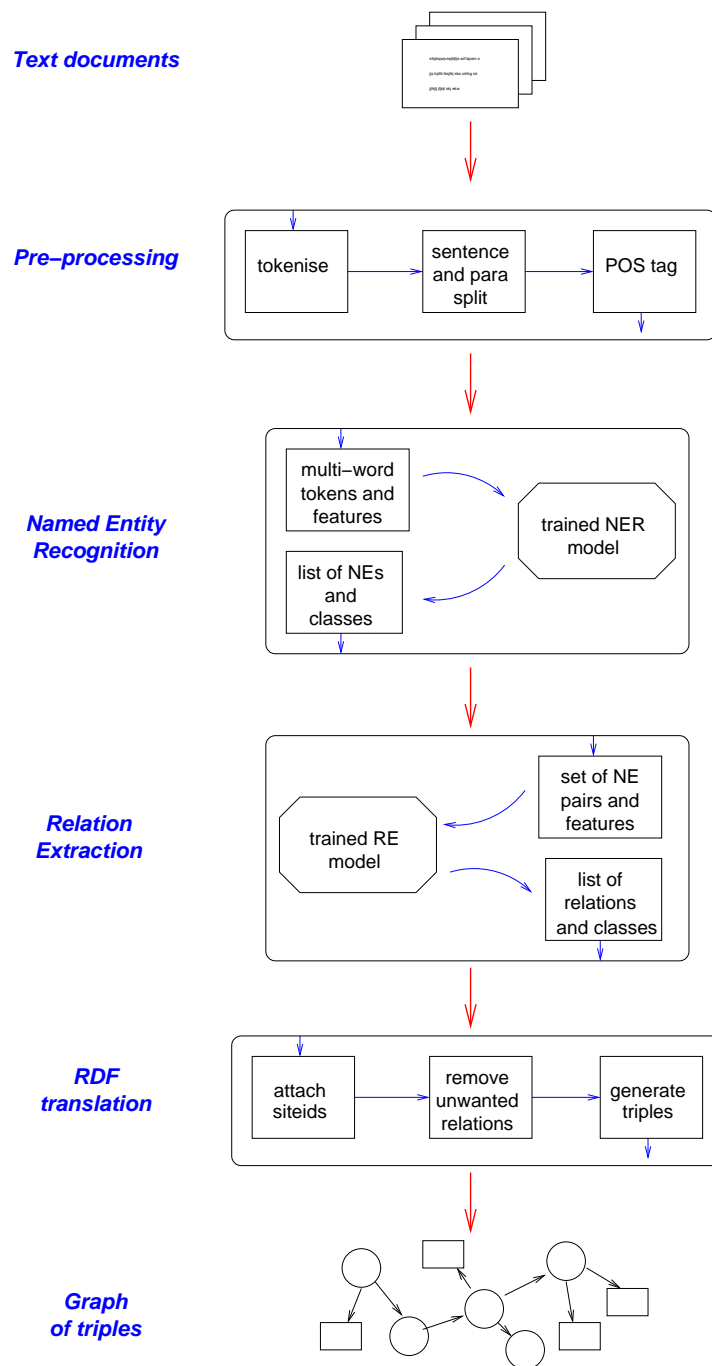 Text documents
Pre–processing
tokenise
sentence
and para
split
POS tag
Named Entity
Recognition
multi–word
tokens and
features
trained NER
model
list of NEs
and
classes
Relation
Extraction
set of NE
pairs and
features
trained RE
model
list of
relations
and classes
RDF
translation
attach
siteids
remove
unwanted
relations
generate
triples
Graph
of triples